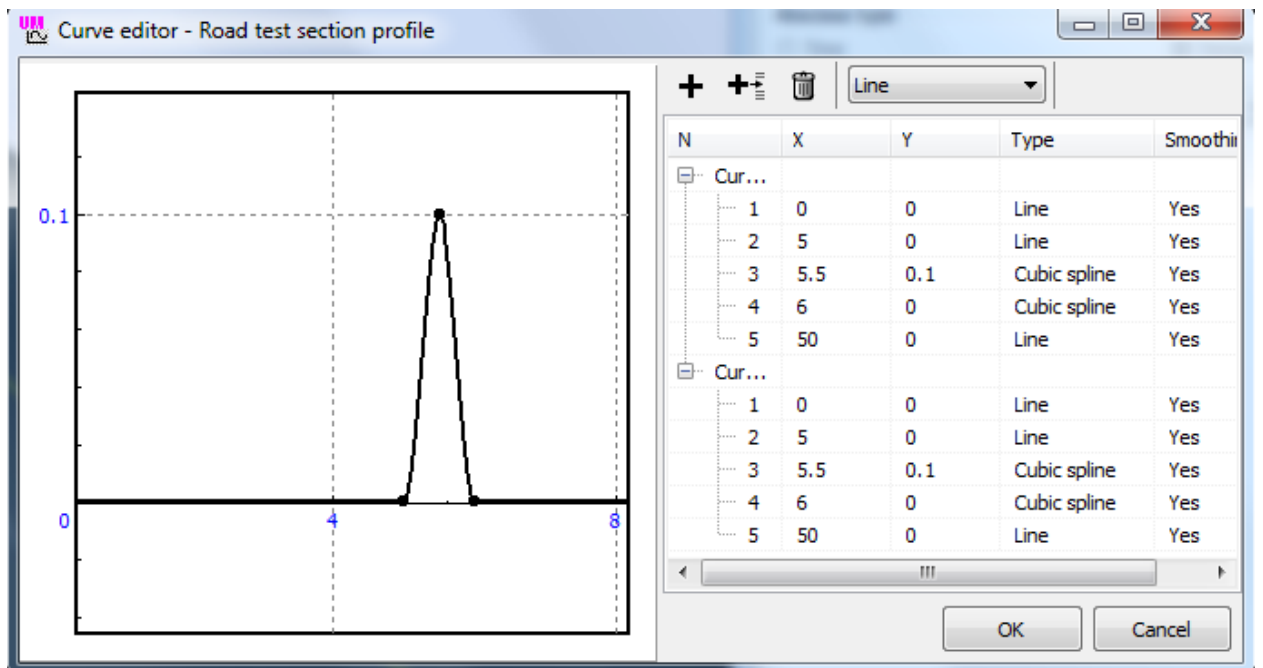 UM Curve editor - Road test section profile
Line
N X Y Type Smoothin
Cur...
1 0 0 Line Yes
2 5 0 Line Yes
3 5.5 0.1 Cubic spline Yes
4 6 0 Cubic spline Yes
5 50 0 Line Yes
Cur...
1 0 0 Line Yes
2 5 0 Line Yes
3 5.5 0.1 Cubic spline Yes
4 6 0 Cubic spline Yes
5 50 0 Line Yes
0.1
0 4 8
OK Cancel